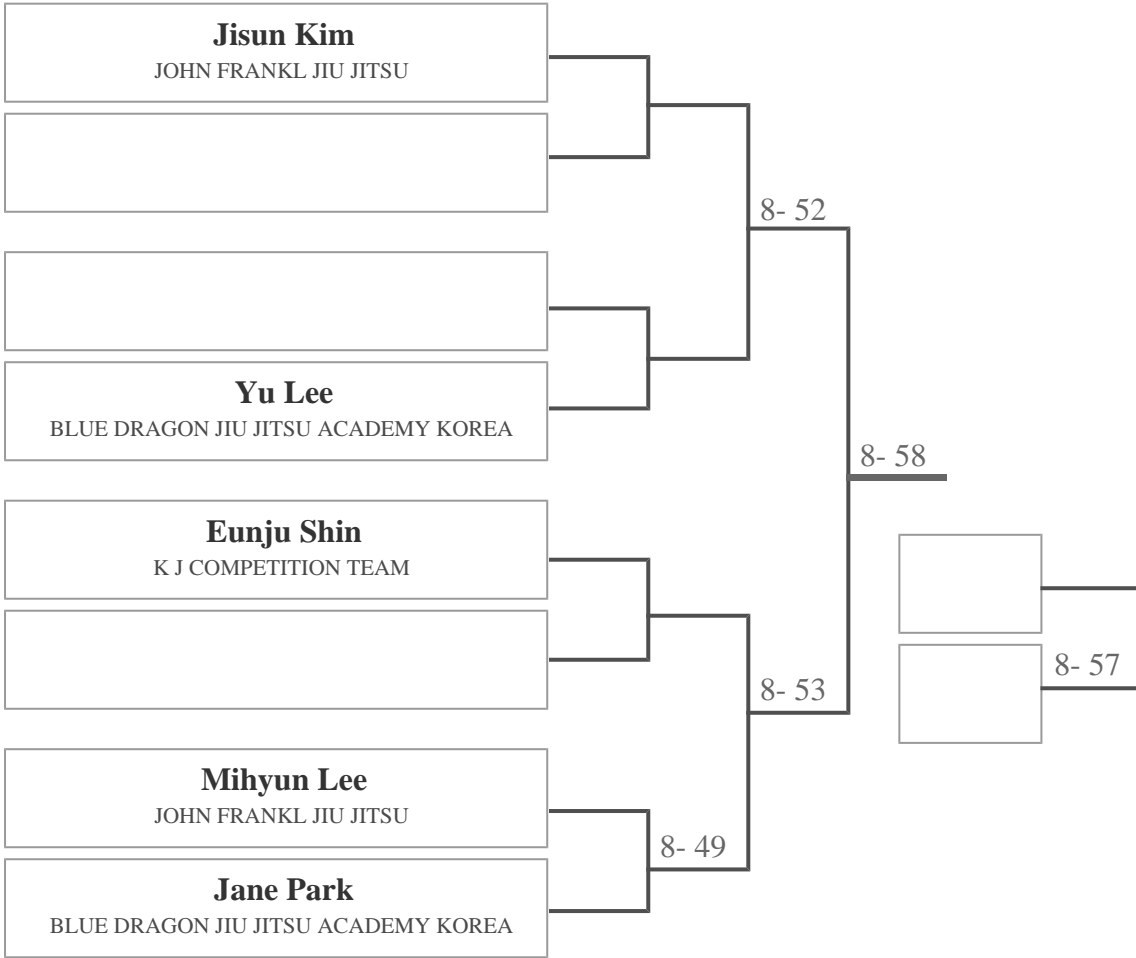 Jisun Kim
JOHN FRANKL JIU JITSU
8- 52
Yu Lee
BLUE DRAGON JIU JITSU ACADEMY KOREA
8- 58
Eunju Shin
K J COMPETITION TEAM
8- 57
8- 53
Mihyun Lee
JOHN FRANKL JIU JITSU
8- 49
Jane Park
BLUE DRAGON JIU JITSU ACADEMY KOREA